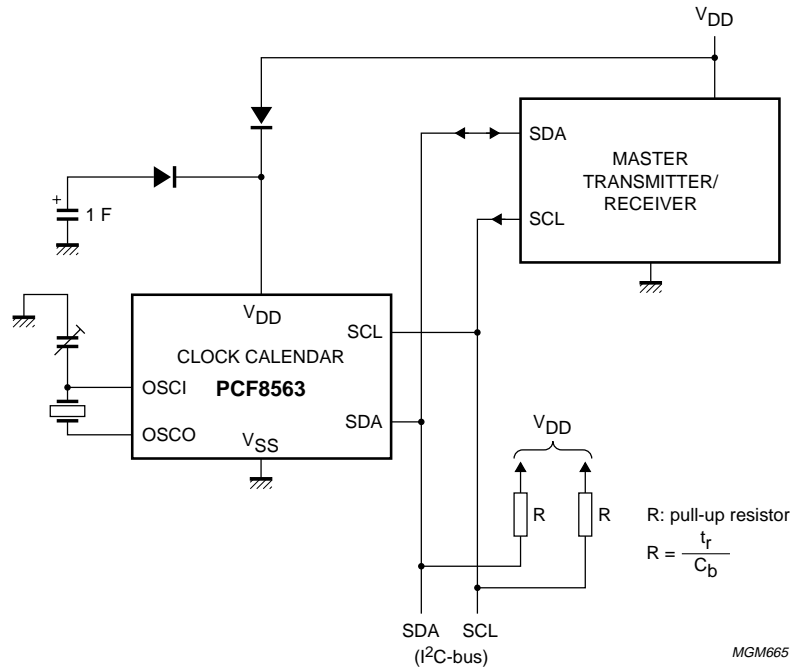 VDD
SDA
MASTER
TRANSMITTER/
RECEIVER
SCL
+
1 F
VDD
SCL
CLOCK CALENDAR
PCF8563
OSCI
SDA
OSCO
VSS
VDD
R
R
R: pull-up resistor
R = tr
Cb
SDA SCL
(I2C-bus)
MGM665